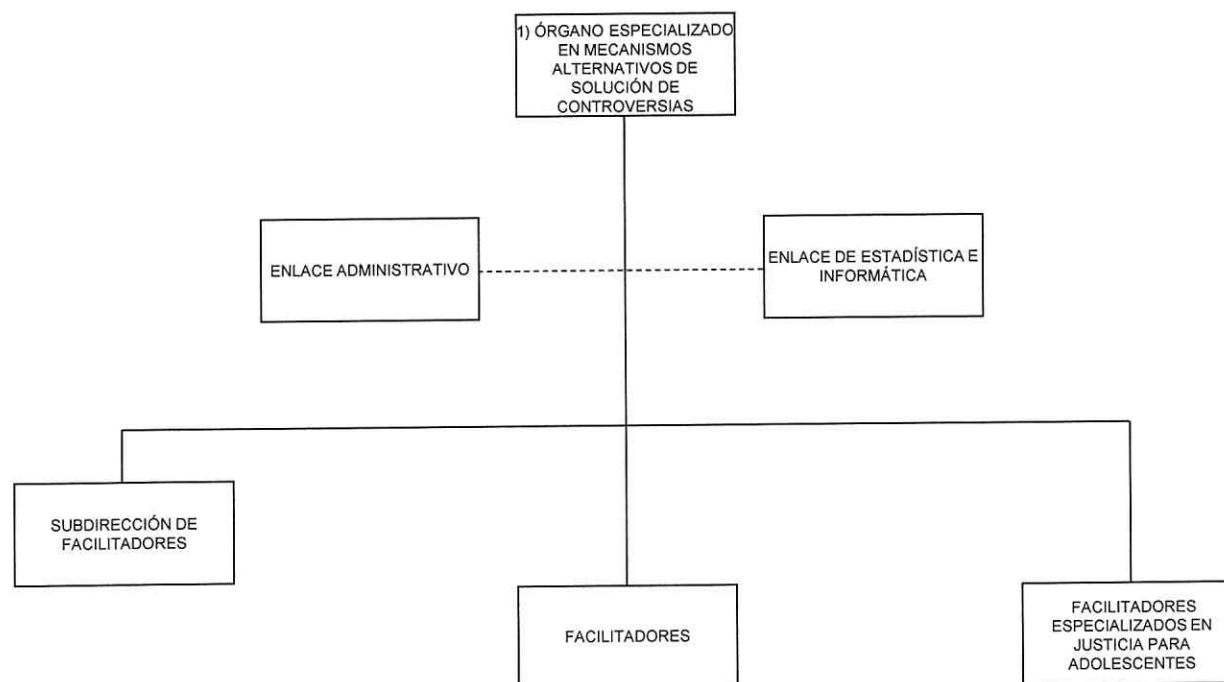 1) ÓRGANO ESPECIALIZADO
EN MECANISMOS
ALTERNATIVOS DE
SOLUCIÓN DE
CONTROVERSIAS
ENLACE ADMINISTRATIVO
ENLACE DE ESTADÍSTICA E
INFORMÁTICA
SUBDIRECCIÓN DE
FACILITADORES
FACILITADORES
FACILITADORES
ESPECIALIZADOS EN
JUSTICIA PARA
ADOLESCENTES